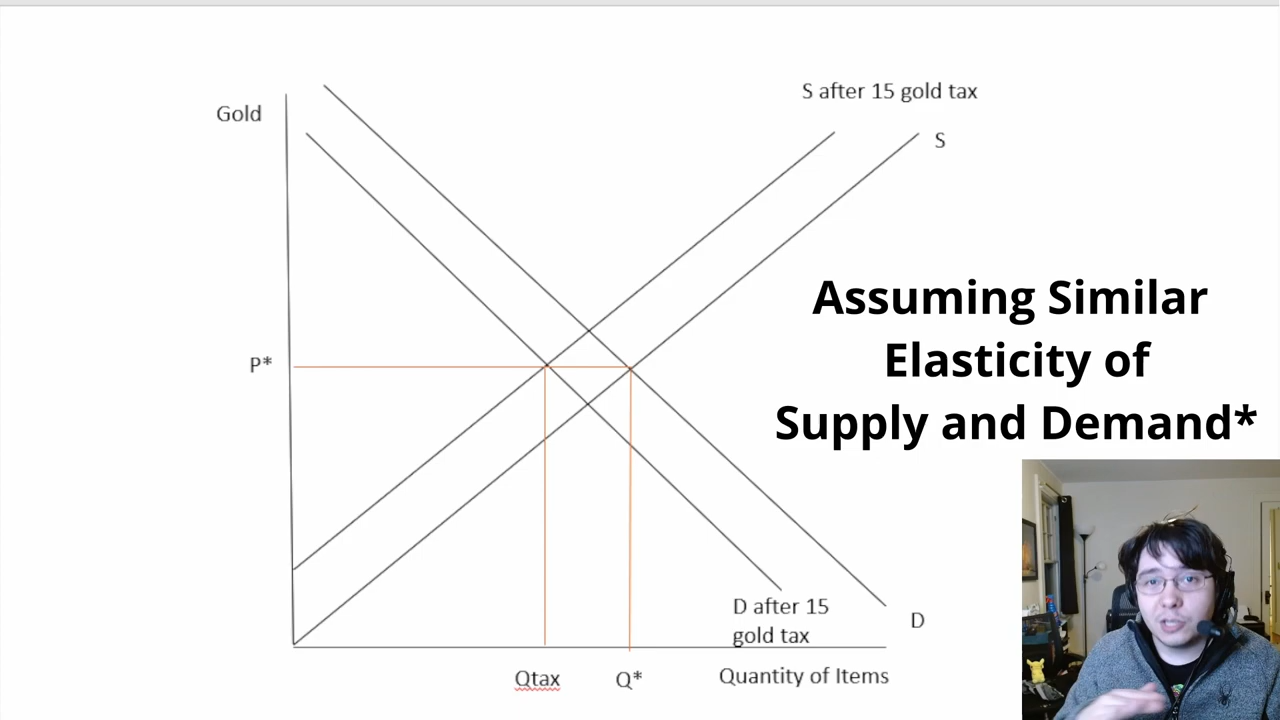 S after 15 gold tax
Gold
S
Assuming Similar
Elasticity of
Supply and Demand*
P*
D after 15
gold tax
D
Qtax
Q*
Quantity of Items